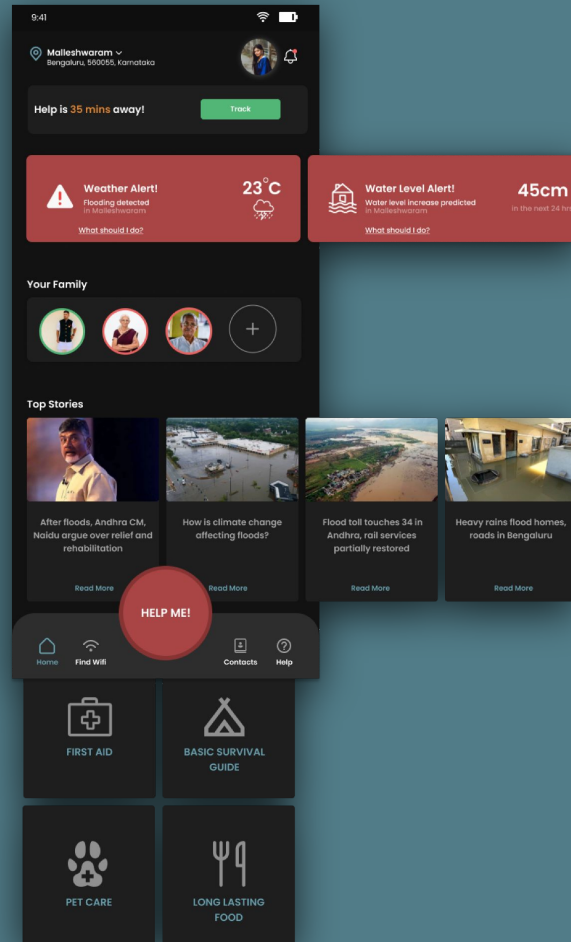 9:41
Malleshwaram
Bengaluru, 560055, Karnataka
Help is 35 mins away!
Track
Weather Alert!
Flooding detected
in Malleshwaram
What should I do?
23°C
Water Level Alert!
Water level increase predicted
in Malleshwaram
What should I do?
45cm
in the next 24 hrs
Your Family
Top Stories
After floods, Andhra CM,
Naidu argue over relief and
rehabilitation
Read More
How is climate change
affecting floods?
Read More
Flood toll touches 34 in
Andhra, rail services
partially restored
Read More
Heavy rains flood homes,
roads in Bengaluru
Read More
HELP ME!
Home
Find Wifi
Contacts
Help
FIRST AID
BASIC SURVIVAL
GUIDE
PET CARE
LONG LASTING
FOOD